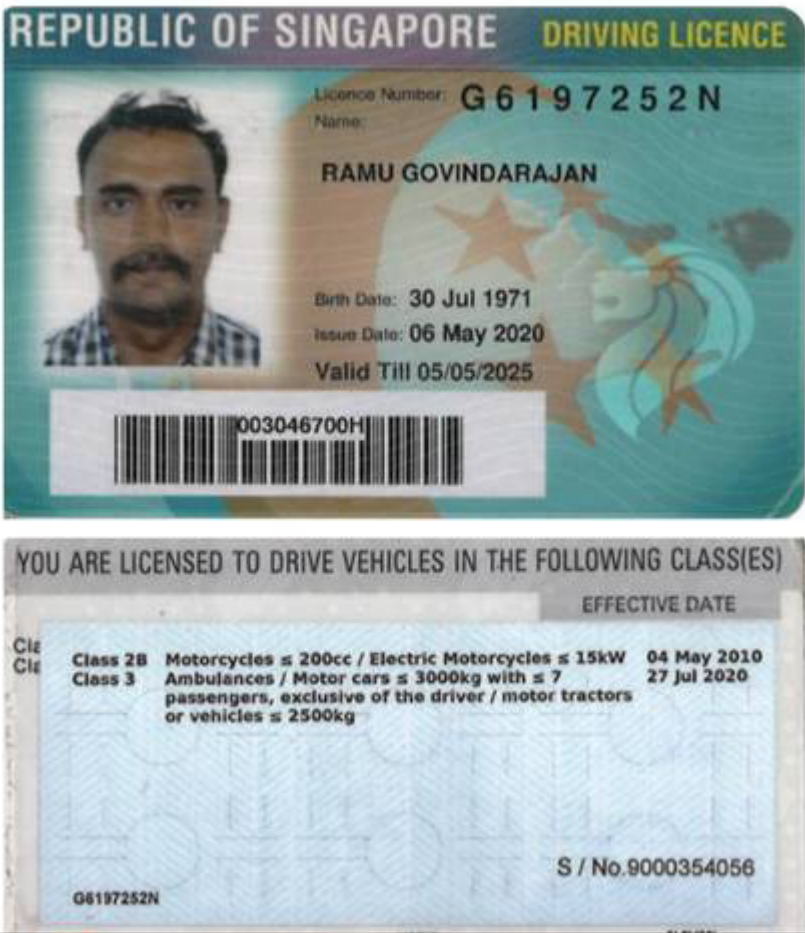 REPUBLIC OF SINGAPORE DRIVING LICENCE
Licence Number: G6197252N
Name:
RAMU GOVINDARAJAN
Birth Date: 30 Jul 1971
Issue Date: 06 May 2020
Valid Till 05/05/2025
003046700H
YOU ARE LICENSED TO DRIVE VEHICLES IN THE FOLLOWING CLASS(ES)
EFFECTIVE DATE
Cla
Cla
Class 2B Motorcycles ≤ 200cc / Electric Motorcycles ≤ 15kW 04 May 2010
Class 3 Ambulances / Motor cars ≤ 3000kg with ≤ 7 27 Jul 2020
passengers, exclusive of the driver / motor tractors
or vehicles ≤ 2500kg
S / No.9000354056
G6197252N